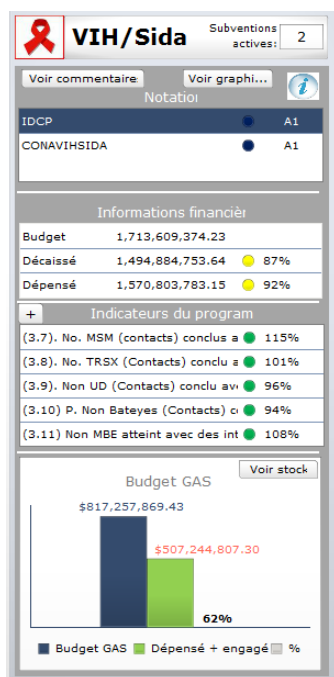 VIH/Sida
Subventions
actives:
2
Voir commentaire
Voir graphi...
Notation
IDCP A1
CONAVIHSIDA A1
Informations financièr
Budget 1,713,609,374.23
Décaissé 1,494,884,753.64 87%
Dépensé 1,570,803,783.15 92%
+ Indicateurs du program
(3.7). No. MSM (contacts) conclus a 115%
(3.8). No. TRSX (Contacts) conclu a 101%
(3.9). Non UD (Contacts) conclu av 96%
(3.10) P. Non Bateyes (Contacts) c 94%
(3.11) Non MBE atteint avec des int 108%
Voir stock
Budget GAS
$817,257,869.43
$507,244,807.30
62%
Budget GAS Dépensé + engagé %